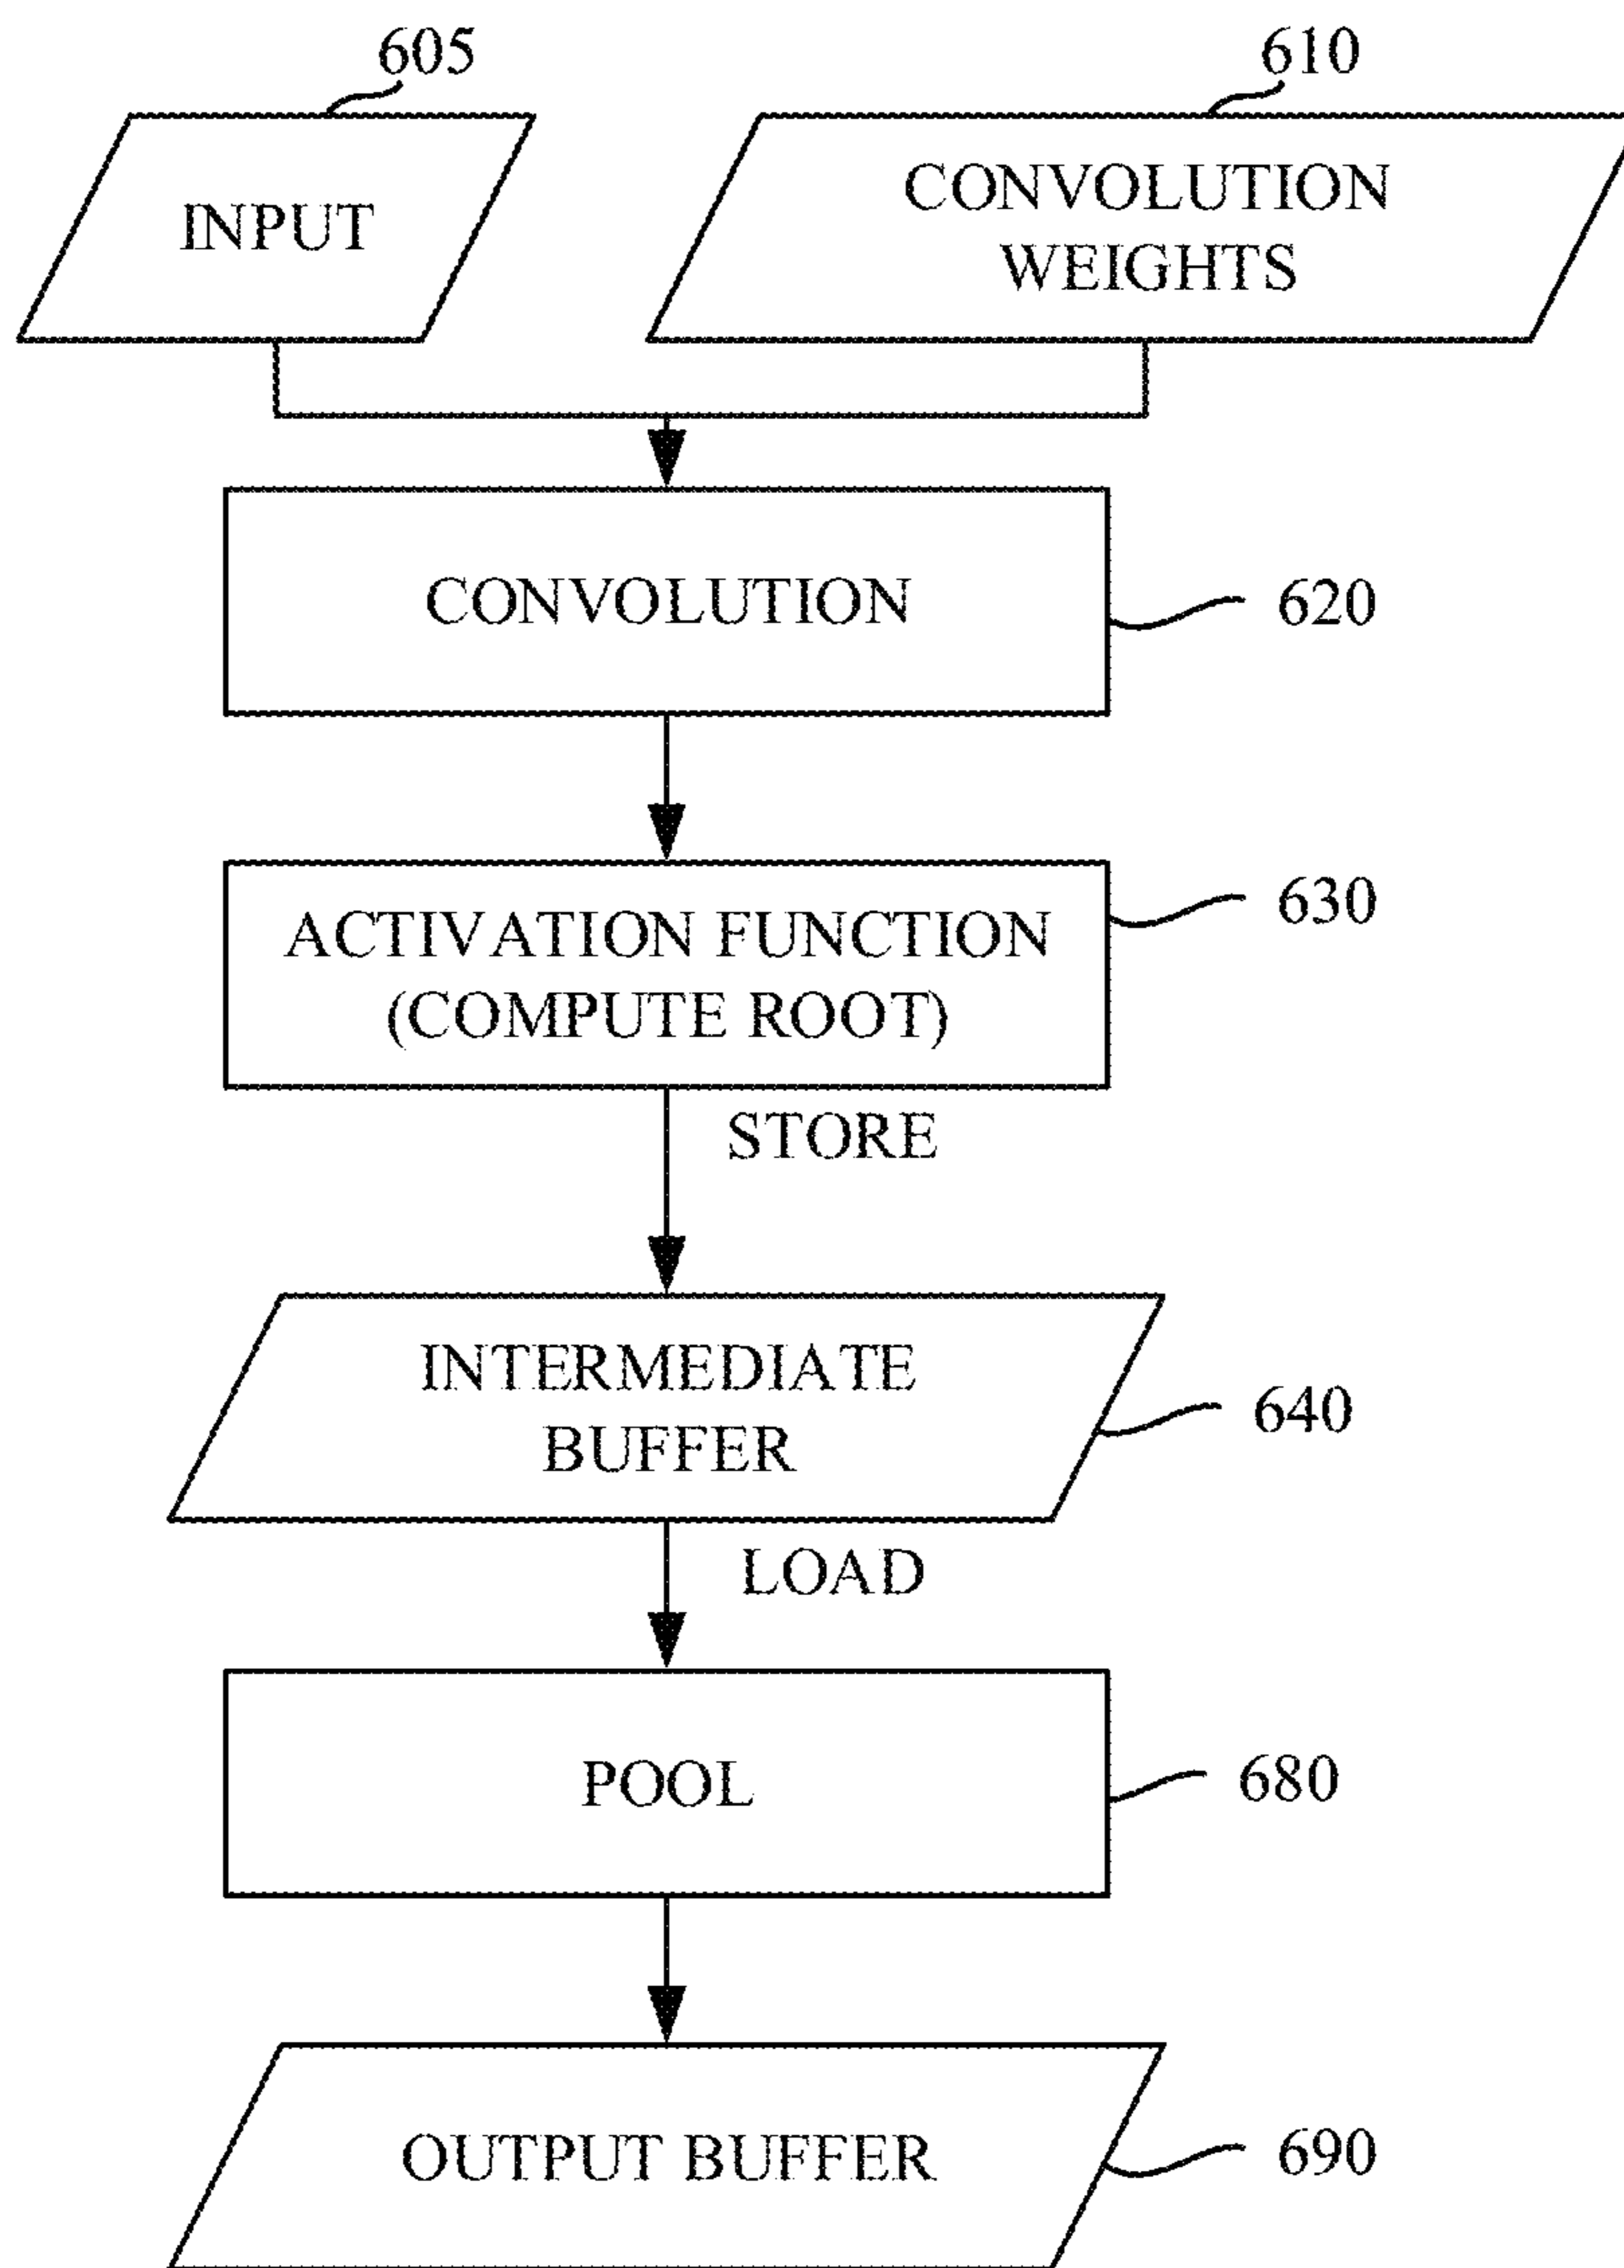 605
610
INPUT
CONVOLUTION
WEIGHTS
CONVOLUTION
620
ACTIVATION FUNCTION
(COMPUTE ROOT)
630
STORE
INTERMEDIATE
BUFFER
640
LOAD
POOL
680
OUTPUT BUFFER
690